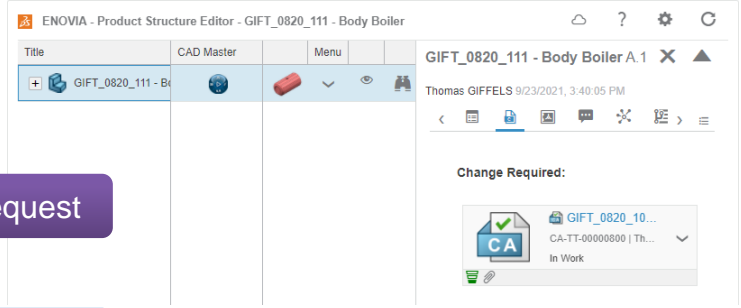 ENOVIA - Product Structure Editor - GIFT_0820_111 - Body Boiler
Title CAD Master Menu
GIFT_0820_111 - Bo
GIFT_0820_111 - Body Boiler A.1
Thomas GIFFELS 9/23/2021, 3:40:05 PM
Change Required:
equest
CA
GIFT_0820_10...
CA-TT-00000800 | Th...
In Work